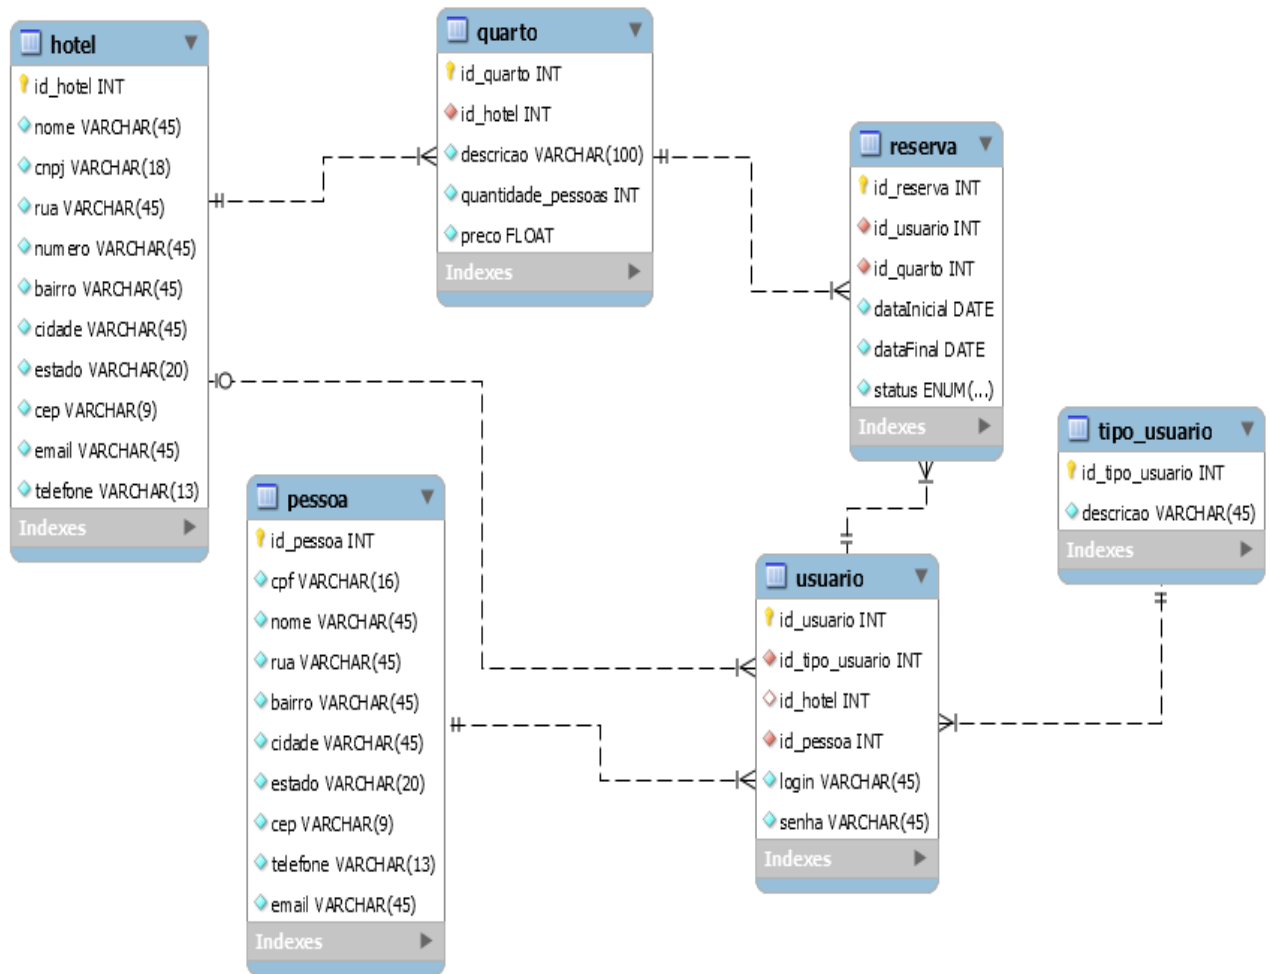 hotel
id_hotel INT
nome VARCHAR(45)
cnpj VARCHAR(18)
rua VARCHAR(45)
numero VARCHAR(45)
bairro VARCHAR(45)
cidade VARCHAR(45)
estado VARCHAR(20)
cep VARCHAR(9)
email VARCHAR(45)
telefone VARCHAR(13)
Indexes
quarto
id_quarto INT
id_hotel INT
descricao VARCHAR(100)
quantidade_pessoas INT
preco FLOAT
Indexes
reserva
id_reserva INT
id_usuario INT
id_quarto INT
dataInicial DATE
dataFinal DATE
status ENUM(...)
Indexes
tipo_usuario
id_tipo_usuario INT
descricao VARCHAR(45)
Indexes
pessoa
id_pessoa INT
cpf VARCHAR(16)
nome VARCHAR(45)
rua VARCHAR(45)
bairro VARCHAR(45)
cidade VARCHAR(45)
estado VARCHAR(20)
cep VARCHAR(9)
telefone VARCHAR(13)
email VARCHAR(45)
Indexes
usuario
id_usuario INT
id_tipo_usuario INT
id_hotel INT
id_pessoa INT
login VARCHAR(45)
senha VARCHAR(45)
Indexes